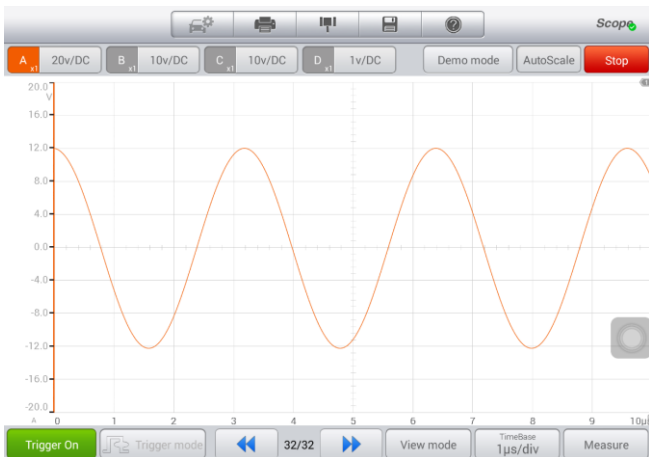 Scope
A x1 20v/DC B x1 10v/DC C x1 10v/DC D x1 1v/DC Demo mode AutoScale Stop
20.0
V
16.0
12.0
8.0
4.0
0.0
-4.0
-8.0
-12.0
-16.0
-20.0
A 0 1 2 3 4 5 6 7 8 9 10μ
Trigger On Trigger mode 32/32 View mode TimeBase Measure
1μs/div